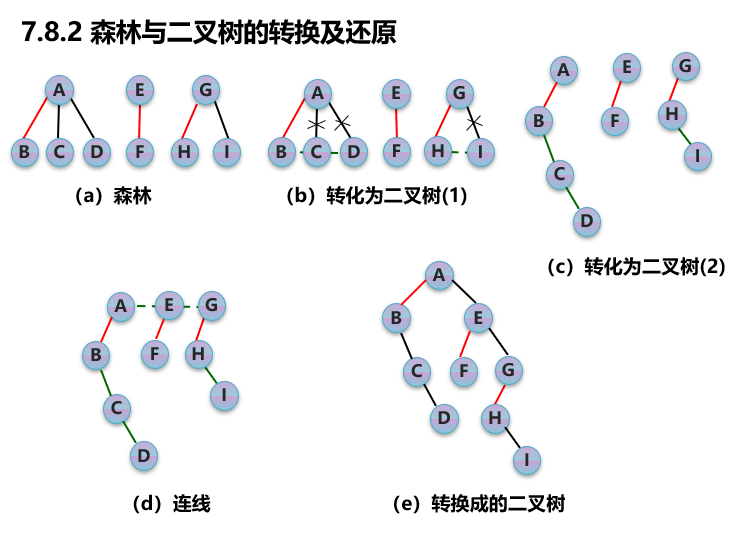 7.8.2 森林与二叉树的转换及还原
A E G
B C D F H I
（a）森林
A E G
B C D F H I
（b）转化为二叉树(1)
A E G
B F H
C I
D
（c）转化为二叉树(2)
A E G
B F H
C I
D
（d）连线
A
B E
C F G
D H
I
（e）转换成的二叉树